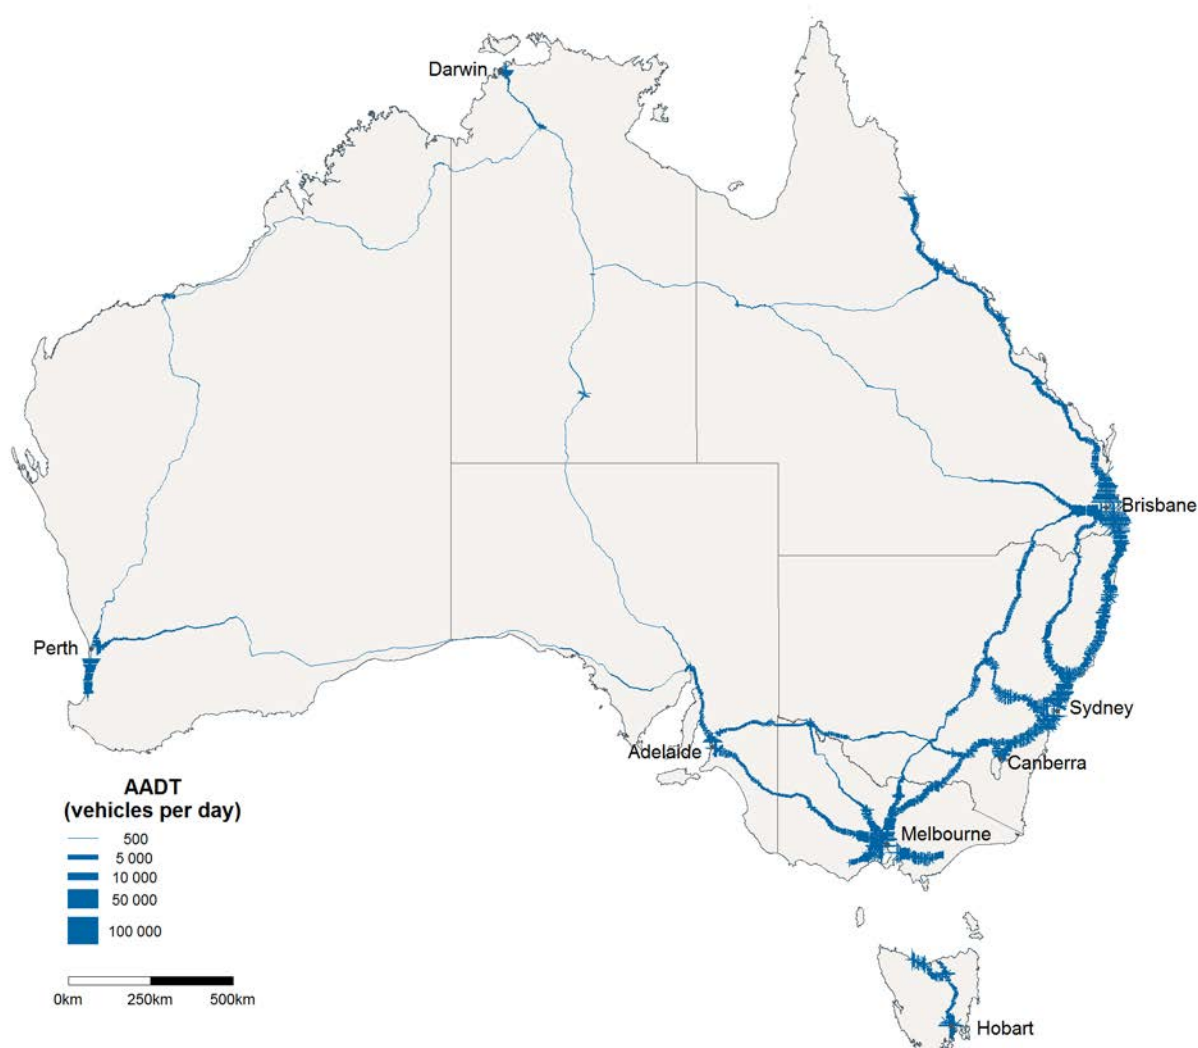 Darwin
Brisbane
Perth
Sydney
Adelaide
Canberra
AADT
(vehicles per day)
500
5 000
Melbourne
10 000
50 000
100 000
0km 250km 500km
Hobart